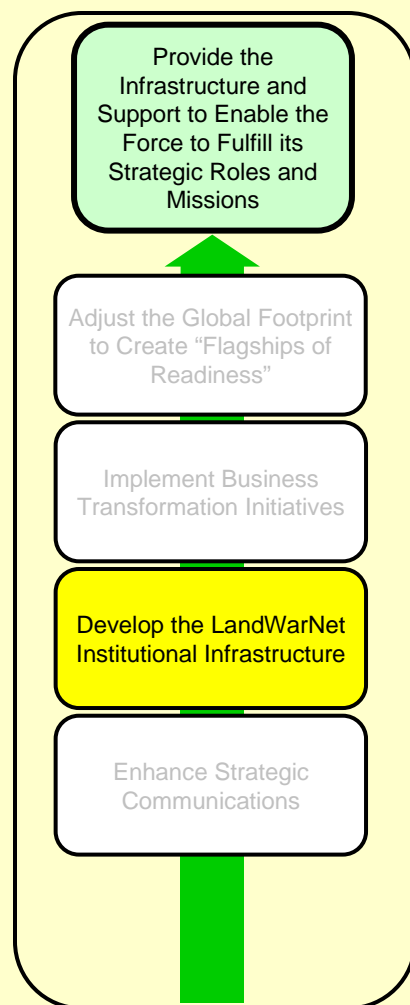 Provide the
Infrastructure and
Support to Enable the
Force to Fulfill its
Strategic Roles and
Missions
Adjust the Global Footprint
to Create “Flagships of
Readiness”
Implement Business
Transformation Initiatives
Develop the LandWarNet
Institutional Infrastructure
Enhance Strategic
Communications